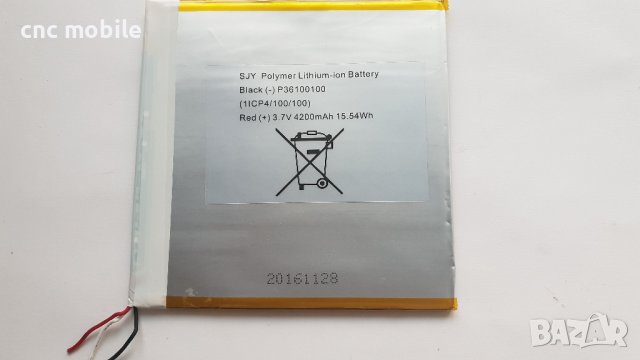 cnc mobile
SJY Polymer Lithium-ion Battery
Black (-) P36100100
(1ICP4/100/100)
Red (+) 3.7V 4200mAh 15.54Wh
20161128
BAZAR